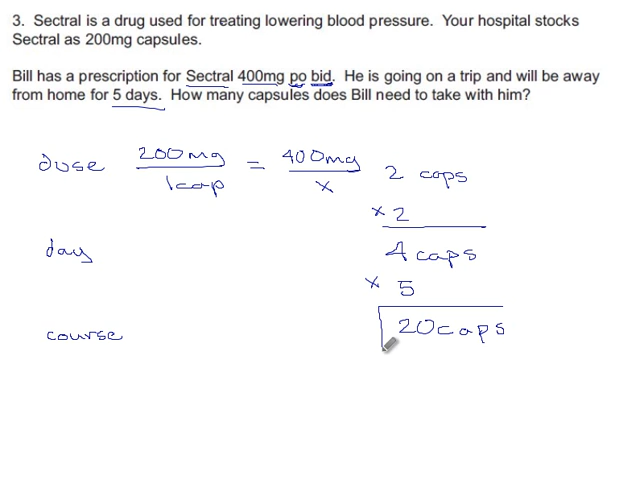 3. Sectral is a drug used for treating lowering blood pressure. Your hospital stocks
Sectral as 200mg capsules.
Bill has a prescription for Sectral 400mg po bid. He is going on a trip and will be away
from home for 5 days. How many capsules does Bill need to take with him?
dose 200mg / 1cap = 400mg / x 2 caps
x 2
day 4 caps
x 5
course 20caps